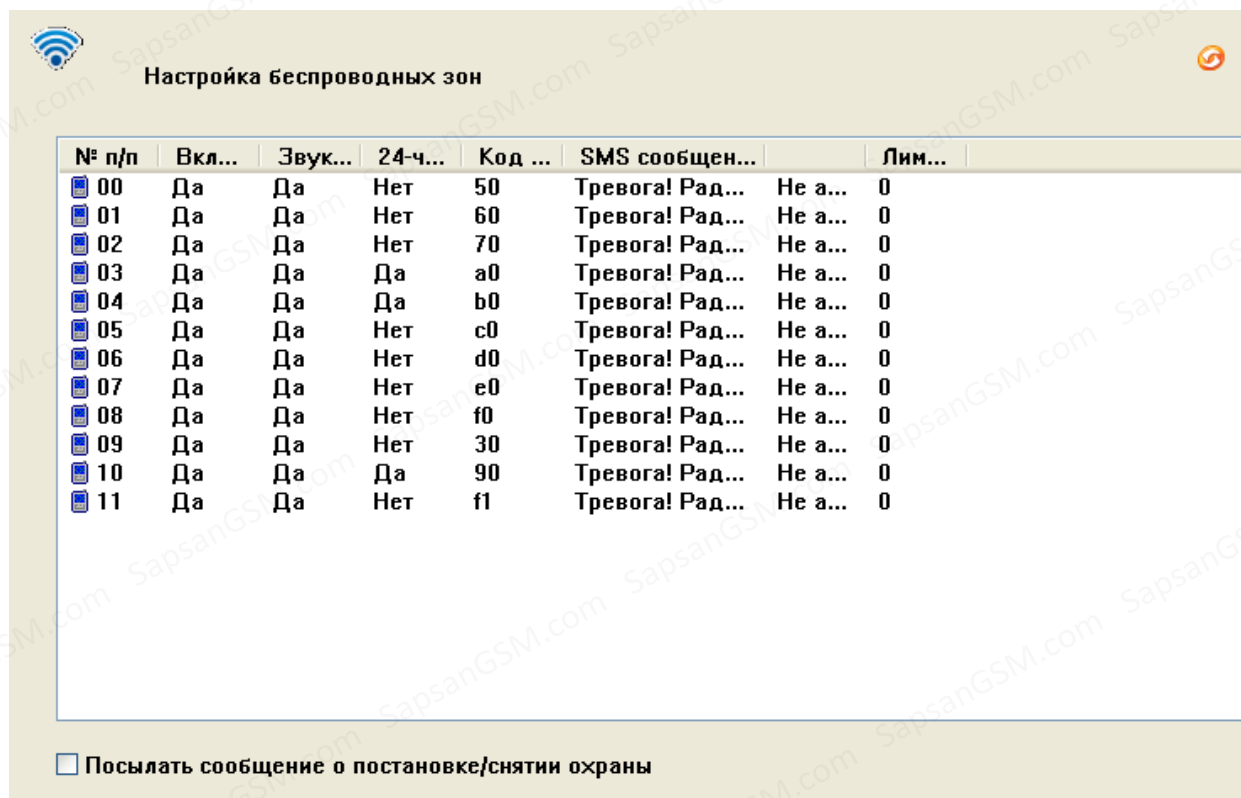 Настройка беспроводных зон
№ п/п Вкл... Звук... 24-ч... Код ... SMS сообщен... Лим...
00 Да Да Нет 50 Тревога! Рад... Не а... 0
01 Да Да Нет 60 Тревога! Рад... Не а... 0
02 Да Да Нет 70 Тревога! Рад... Не а... 0
03 Да Да Да a0 Тревога! Рад... Не а... 0
04 Да Да Да b0 Тревога! Рад... Не а... 0
05 Да Да Нет c0 Тревога! Рад... Не а... 0
06 Да Да Нет d0 Тревога! Рад... Не а... 0
07 Да Да Нет e0 Тревога! Рад... Не а... 0
08 Да Да Нет f0 Тревога! Рад... Не а... 0
09 Да Да Нет 30 Тревога! Рад... Не а... 0
10 Да Да Да 90 Тревога! Рад... Не а... 0
11 Да Да Нет f1 Тревога! Рад... Не а... 0
Посылать сообщение о постановке/снятии охраны
SapsanGSM.com